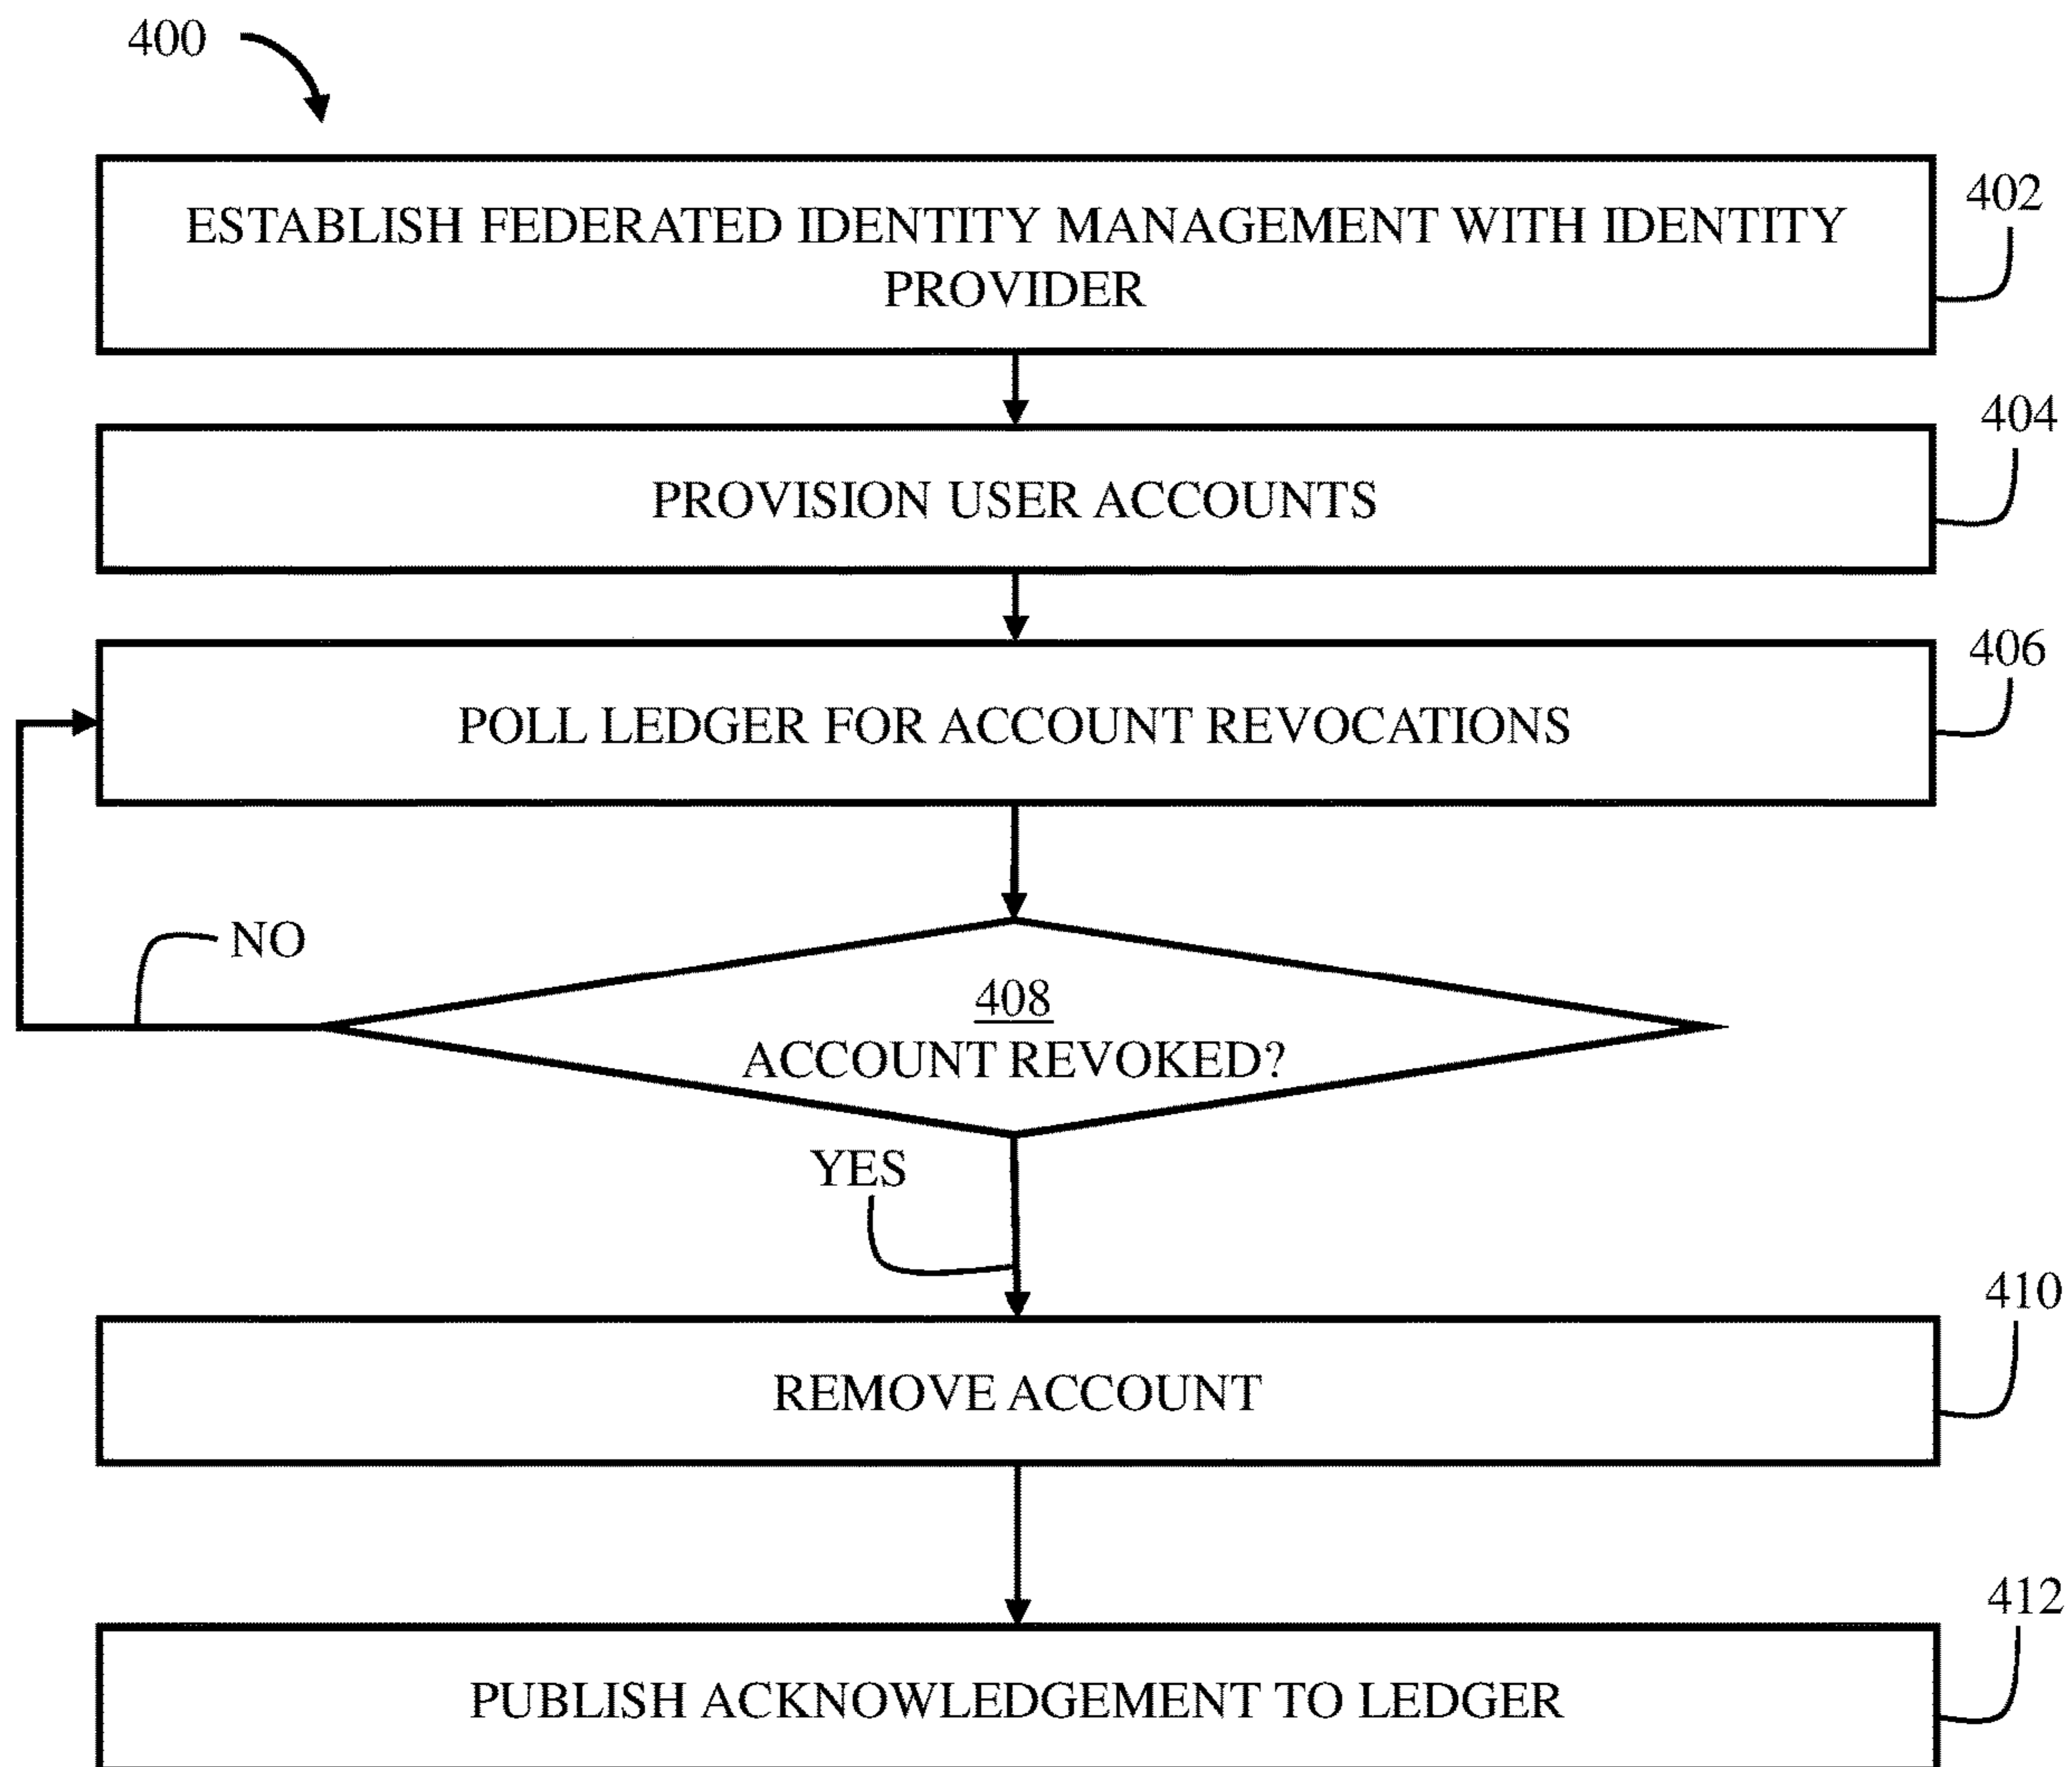 400
402
ESTABLISH FEDERATED IDENTITY MANAGEMENT WITH IDENTITY
PROVIDER
404
PROVISION USER ACCOUNTS
406
POLL LEDGER FOR ACCOUNT REVOCATIONS
NO
408
ACCOUNT REVOKED?
YES
410
REMOVE ACCOUNT
412
PUBLISH ACKNOWLEDGEMENT TO LEDGER